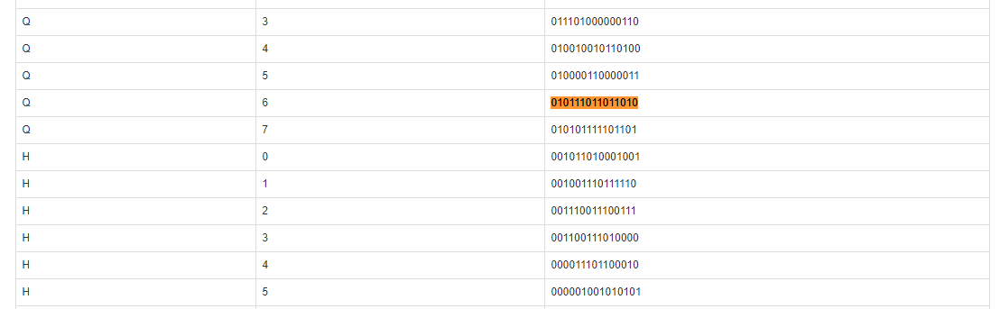 Q 3 011101000000110
Q 4 010010010110100
Q 5 010000110000011
Q 6 010111011011010
Q 7 010101111101101
H 0 001011010001001
H 1 001001110111110
H 2 001110011100111
H 3 001100111010000
H 4 000011101100010
H 5 000001001010101